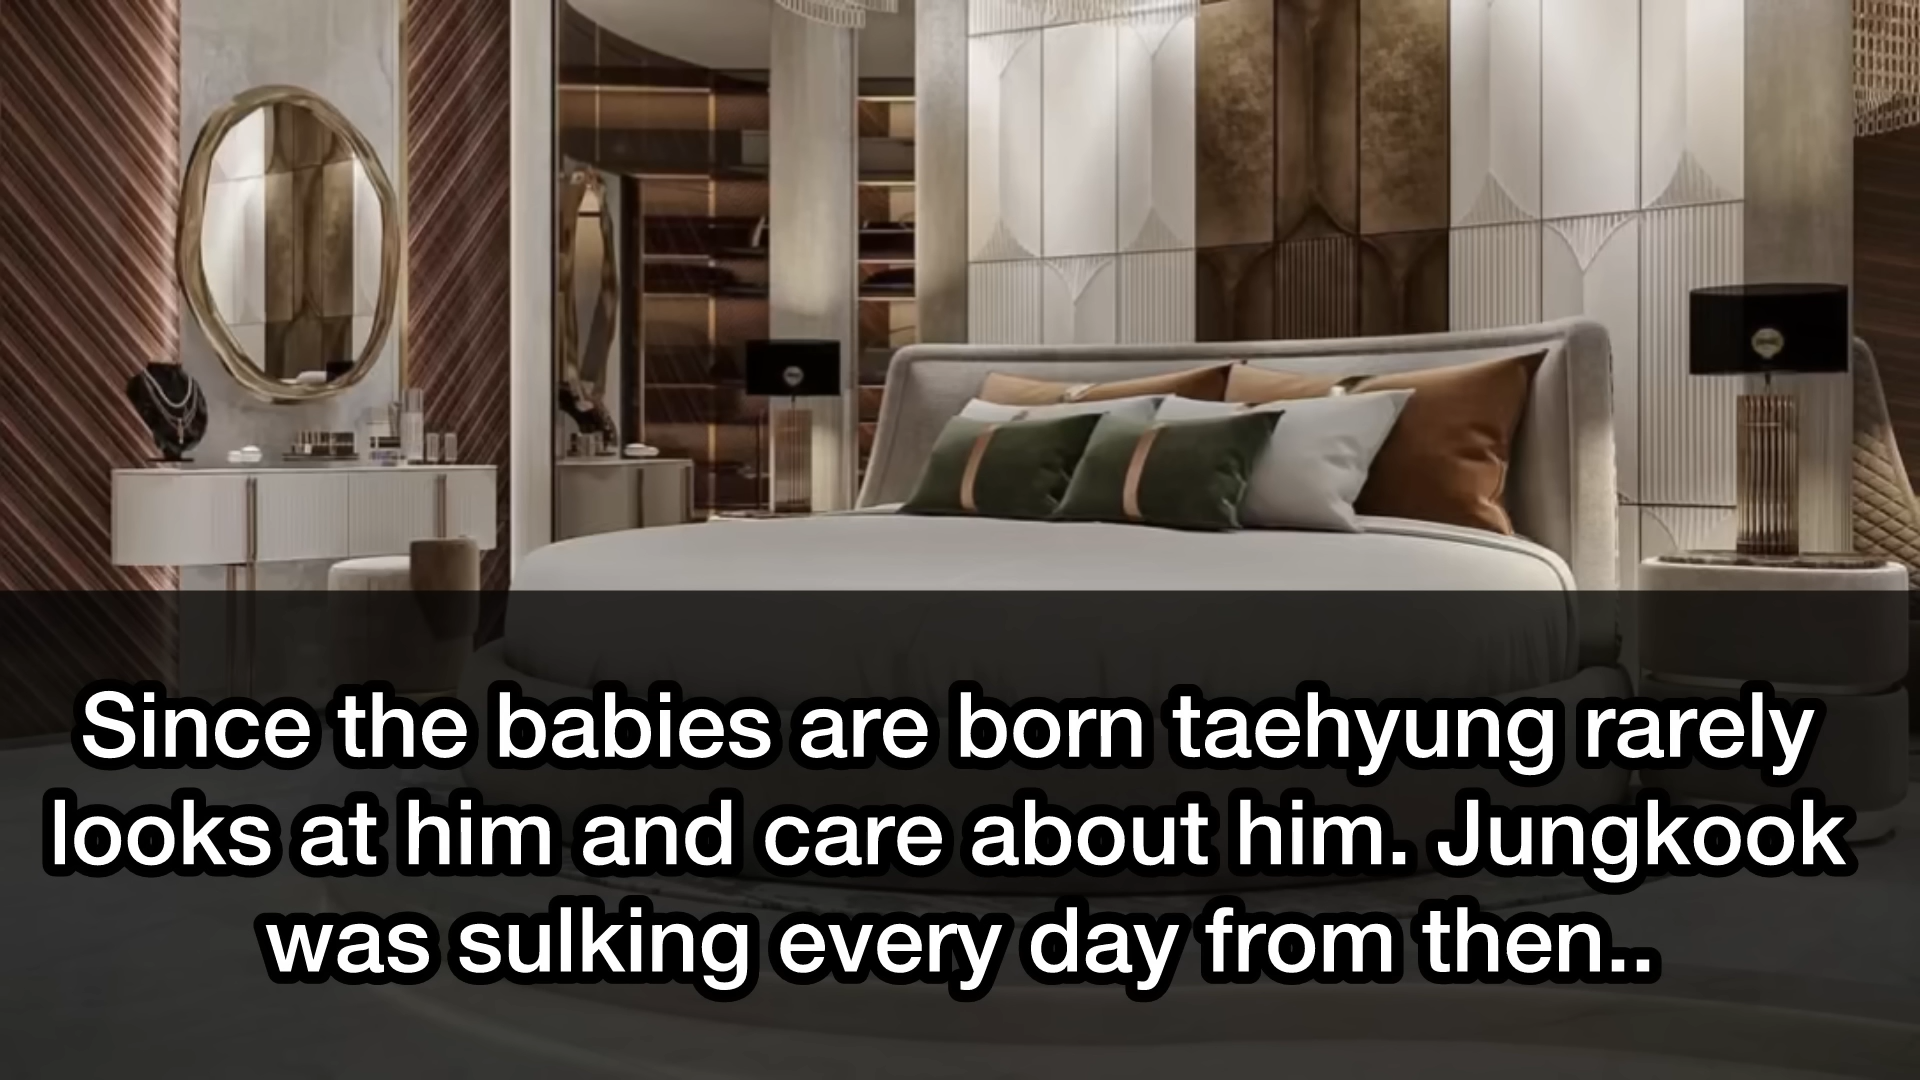 Since the babies are born taehyung rarely
looks at him and care about him. Jungkook
was sulking every day from then..